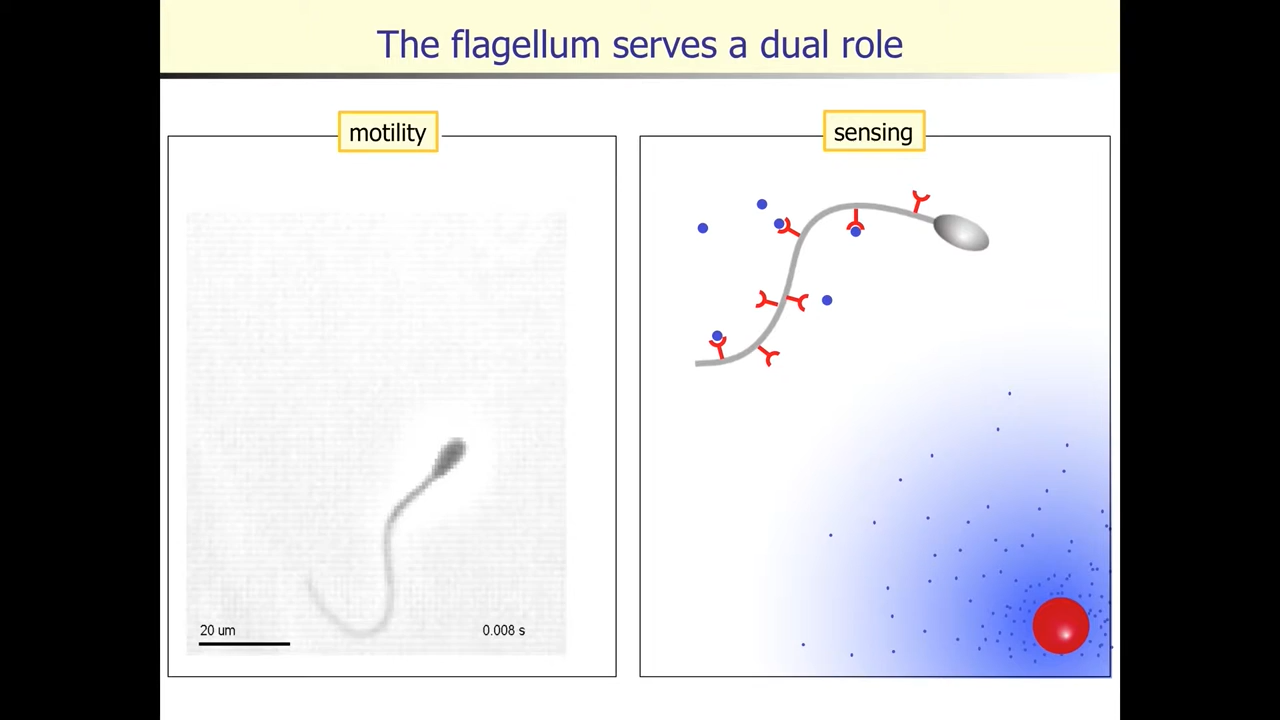 The flagellum serves a dual role
motility
sensing
20 um
0.008 s